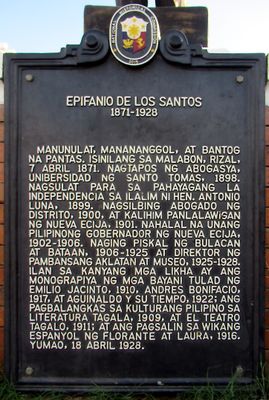 EPIFANIO DE LOS SANTOS
1871-1928
MANUNULAT, MANANANGGOL, AT BANTOG
NA PANTAS. ISINILANG SA MALABON, RIZAL,
7 ABRIL 1871. NAGTAPOS NG ABOGASYA,
UNIBERSIDAD NG SANTO TOMAS, 1898.
NAGSULAT PARA SA PAHAYAGANG LA
INDEPENDENCIA SA ILALIM NI HEN. ANTONIO
LUNA, 1899. NAGSILBING ABOGADO NG
DISTRITO, 1900, AT KALIHIM PANLALAWIGAN
NG NUEVA ECIJA, 1901. NAHALAL NA UNANG
PILIPINONG GOBERNADOR NG NUEVA ECIJA,
1902-1906. NAGING PISKAL NG BULACAN
AT BATAAN, 1906-1925 AT DIREKTOR NG
PAMBANSANG AKLATAN AT MUSEO, 1925-1928.
ILAN SA KANYANG MGA LIKHA AY ANG
MONOGRAPIYA NG MGA BAYANI TULAD NG
EMILIO JACINTO, 1910, ANDRES BONIFACIO,
1917, AT AGUINALDO Y SU TIEMPO, 1922; ANG
PAGBALANGKAS SA KULTURANG PILIPINO SA
LITERATURA TAGALA, 1909, AT EL TEATRO
TAGALO, 1911; AT ANG PAGSALIN SA WIKANG
ESPANYOL NG FLORANTE AT LAURA, 1916.
YUMAO, 18 ABRIL 1928.